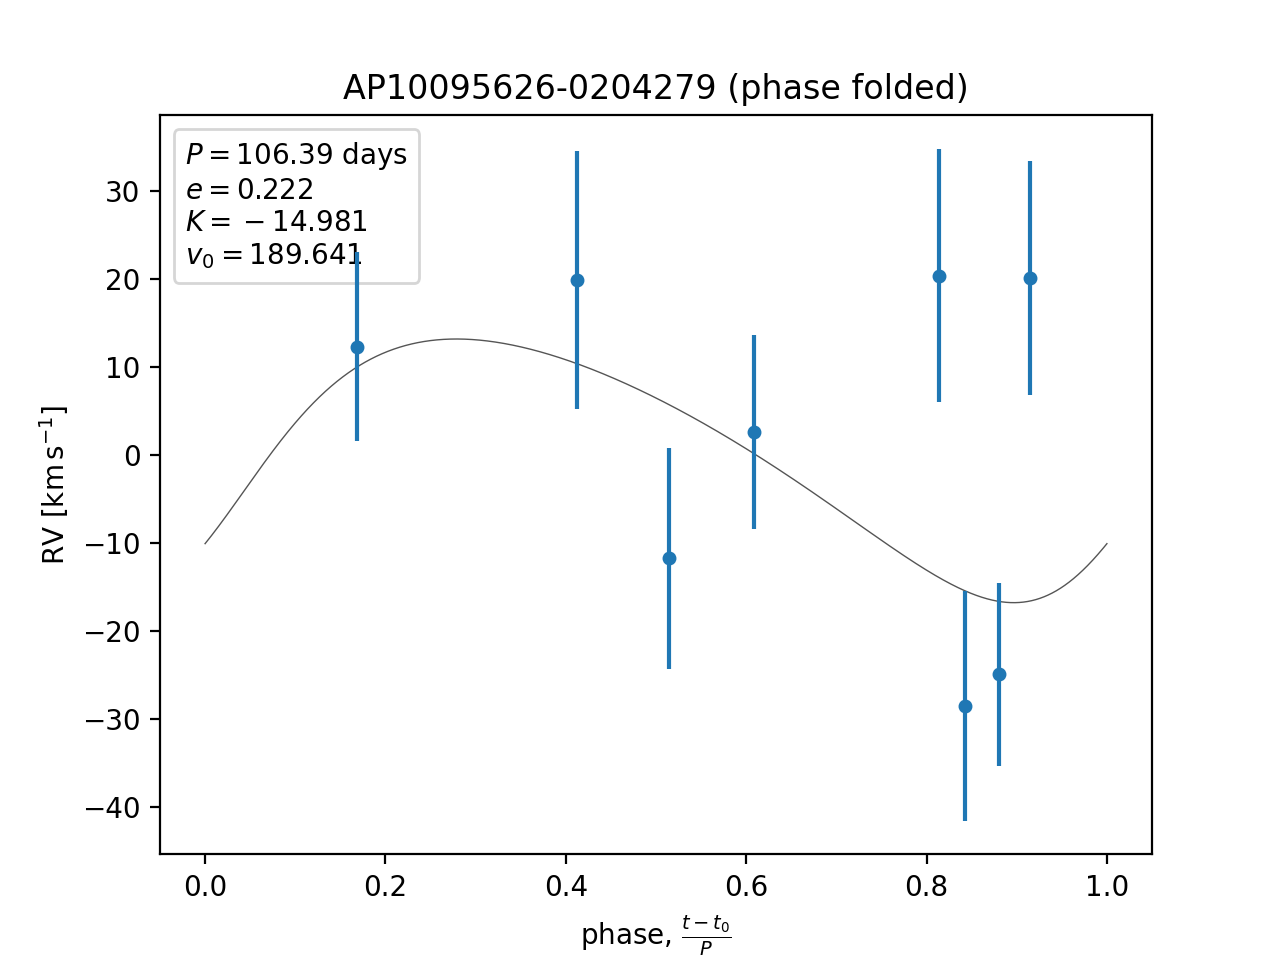 AP10095626-0204279 (phase folded)
P = 106.39 days
e = 0.222
K = −14.981
v₀ = 189.641
30
20
10
0
−10
−20
−30
−40
RV [km s⁻¹]
0.0 0.2 0.4 0.6 0.8 1.0
phase, (t − t₀)/P